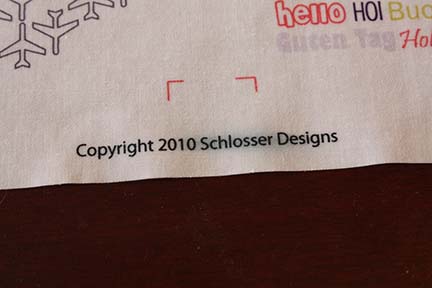 hello HOI
Guten Tag
Copyright 2010 Schlosser Designs